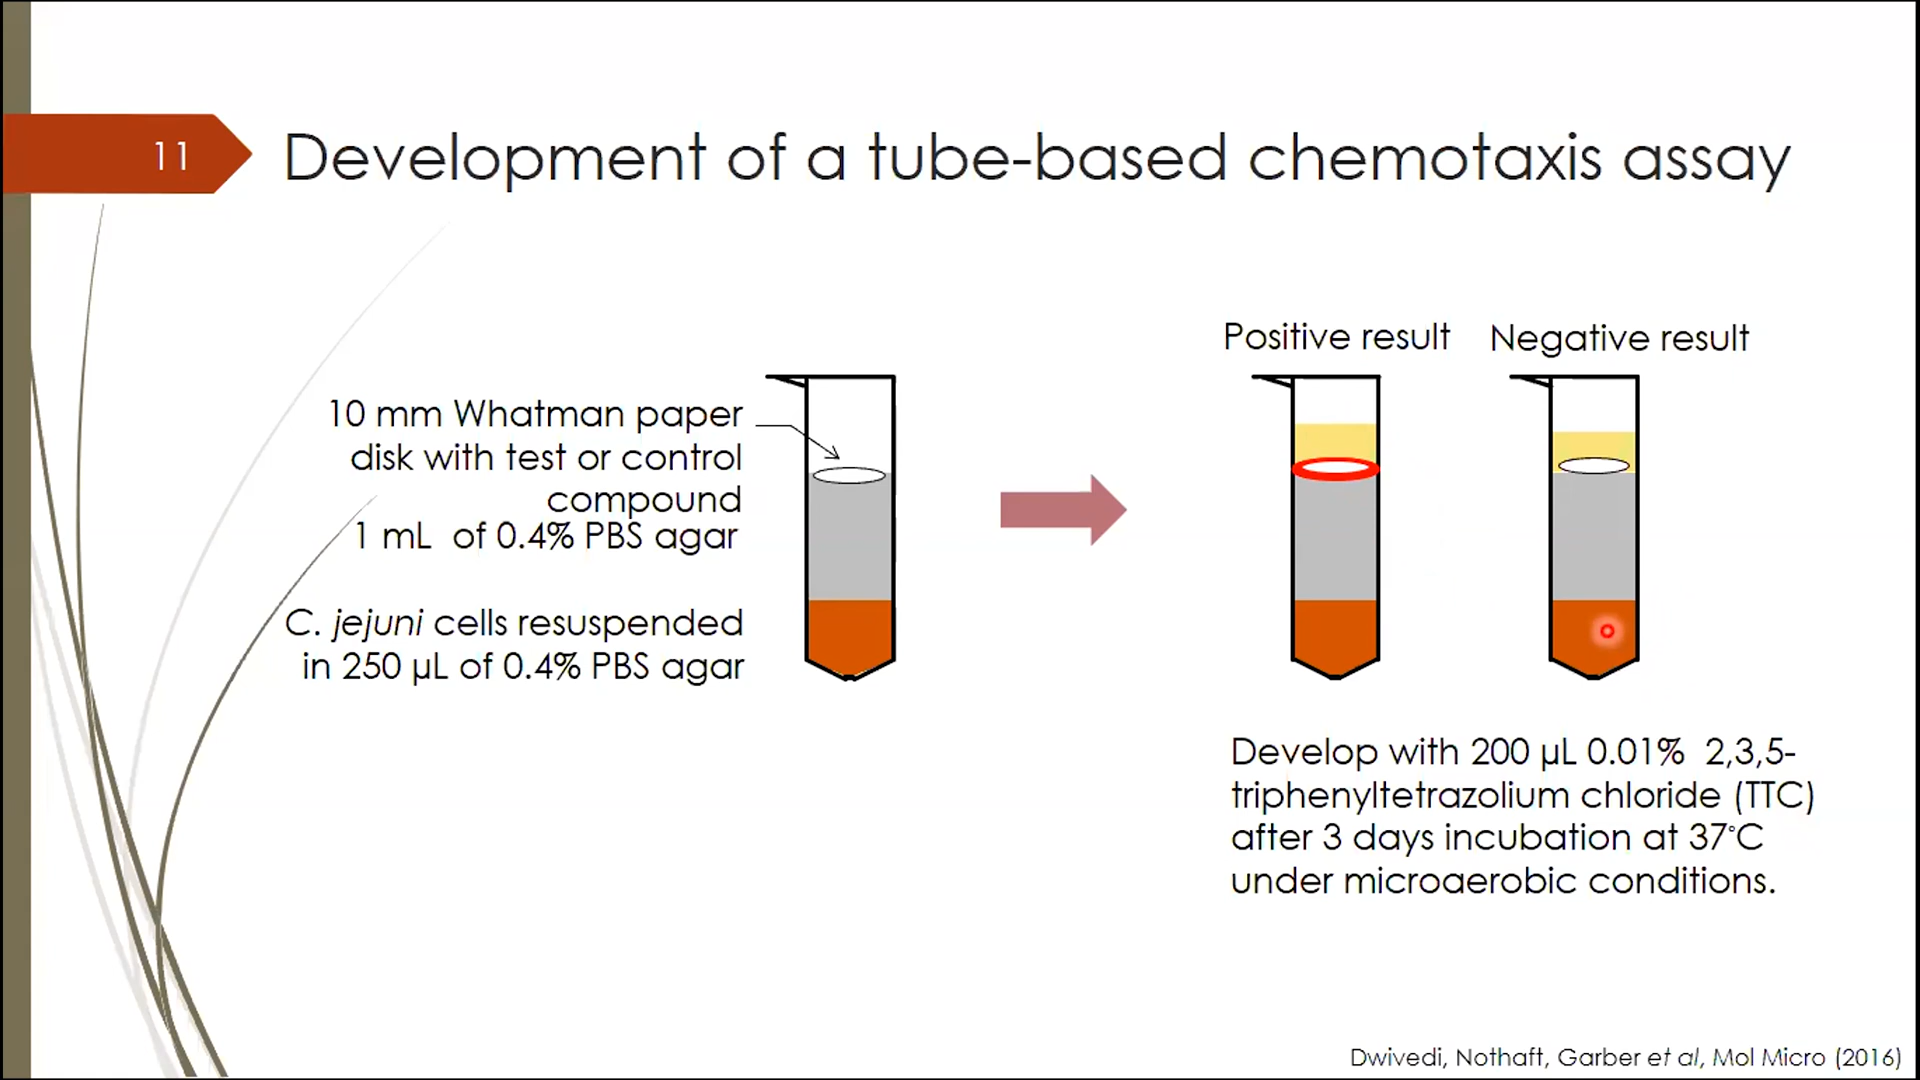 11
Development of a tube-based chemotaxis assay
10 mm Whatman paper
disk with test or control
compound
1 mL of 0.4% PBS agar
C. jejuni cells resuspended
in 250 µL of 0.4% PBS agar
Positive result
Negative result
Develop with 200 µL 0.01% 2,3,5-
triphenyltetrazolium chloride (TTC)
after 3 days incubation at 37°C
under microaerobic conditions.
Dwivedi, Nothaft, Garber et al, Mol Micro (2016)